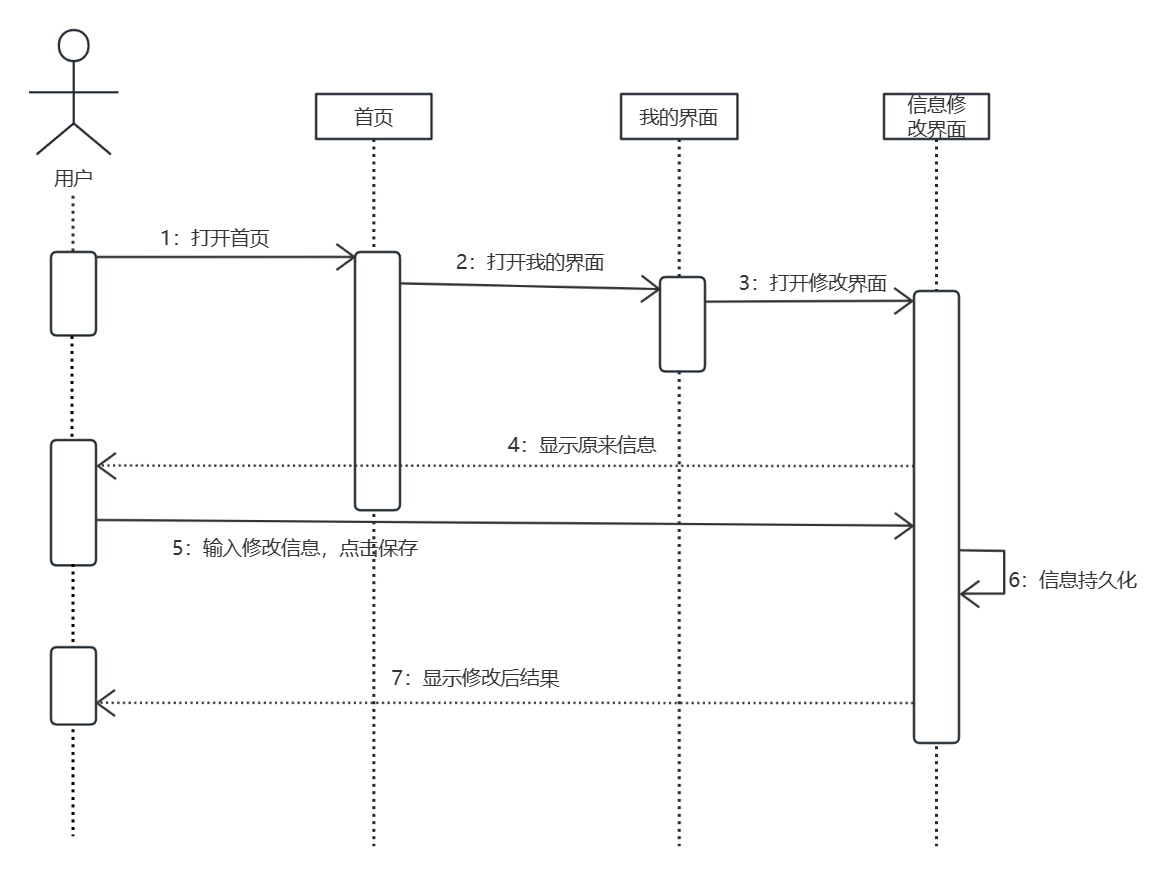 用户
首页
我的界面
信息修
改界面
1：打开首页
2：打开我的界面
3：打开修改界面
4：显示原来信息
5：输入修改信息，点击保存
6：信息持久化
7：显示修改后结果